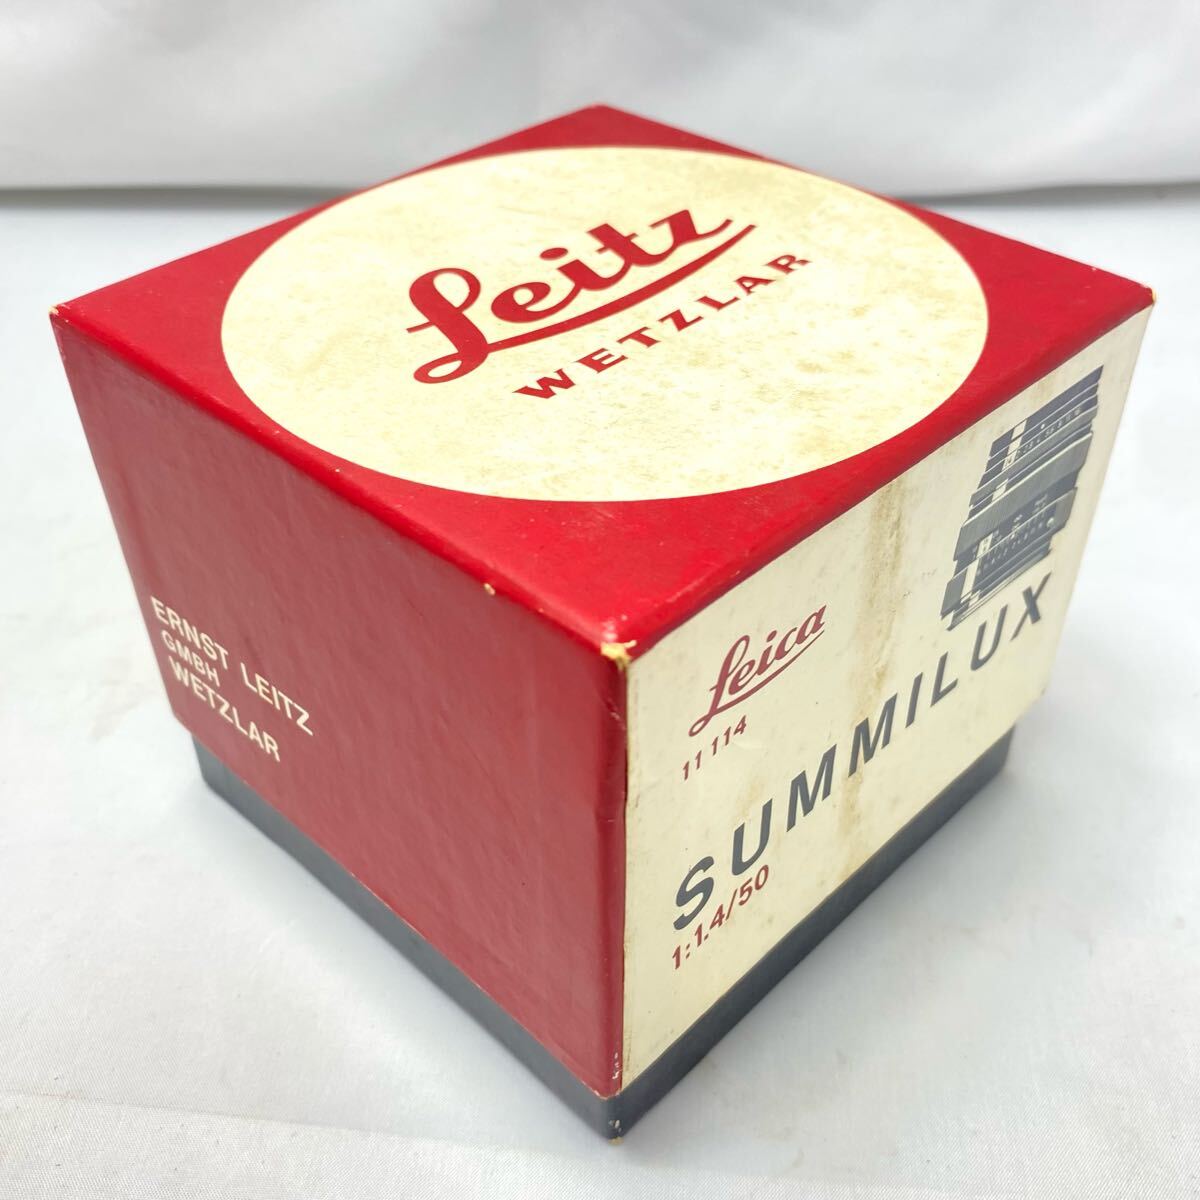 Leitz
WETZLAR
ERNST LEITZ
GMBH
WETZLAR
Leica
11 114
SUMMILUX
1:1.4/50